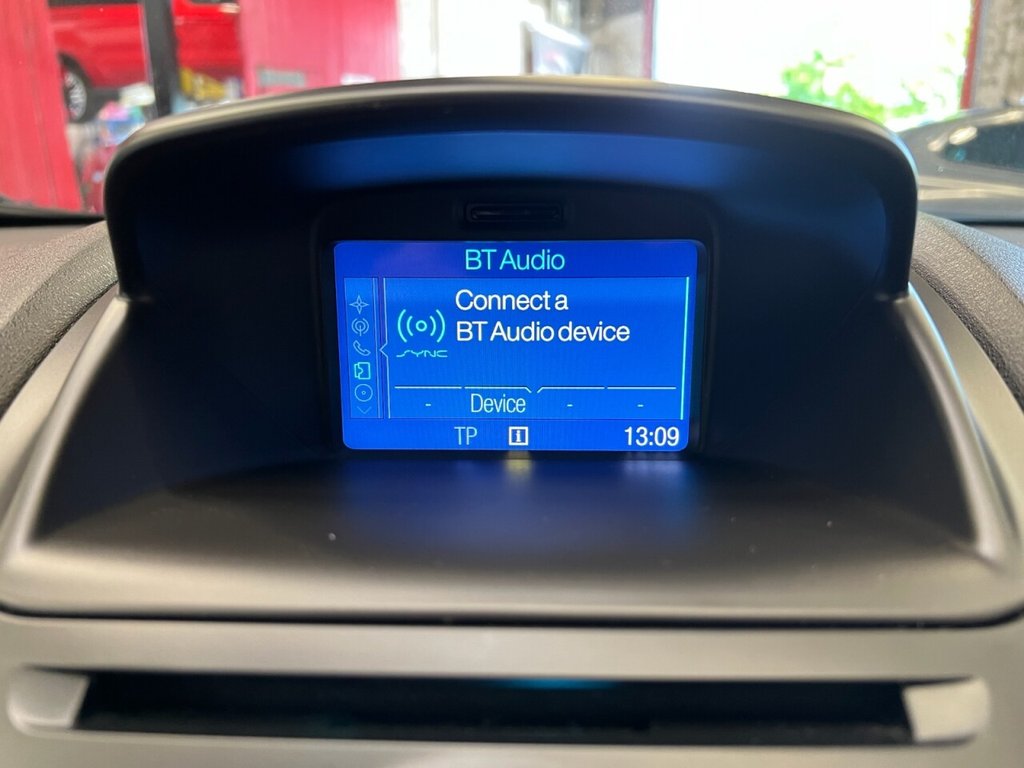 BT Audio
Connect a
BT Audio device
SYNC
- Device - -
TP i 13:09